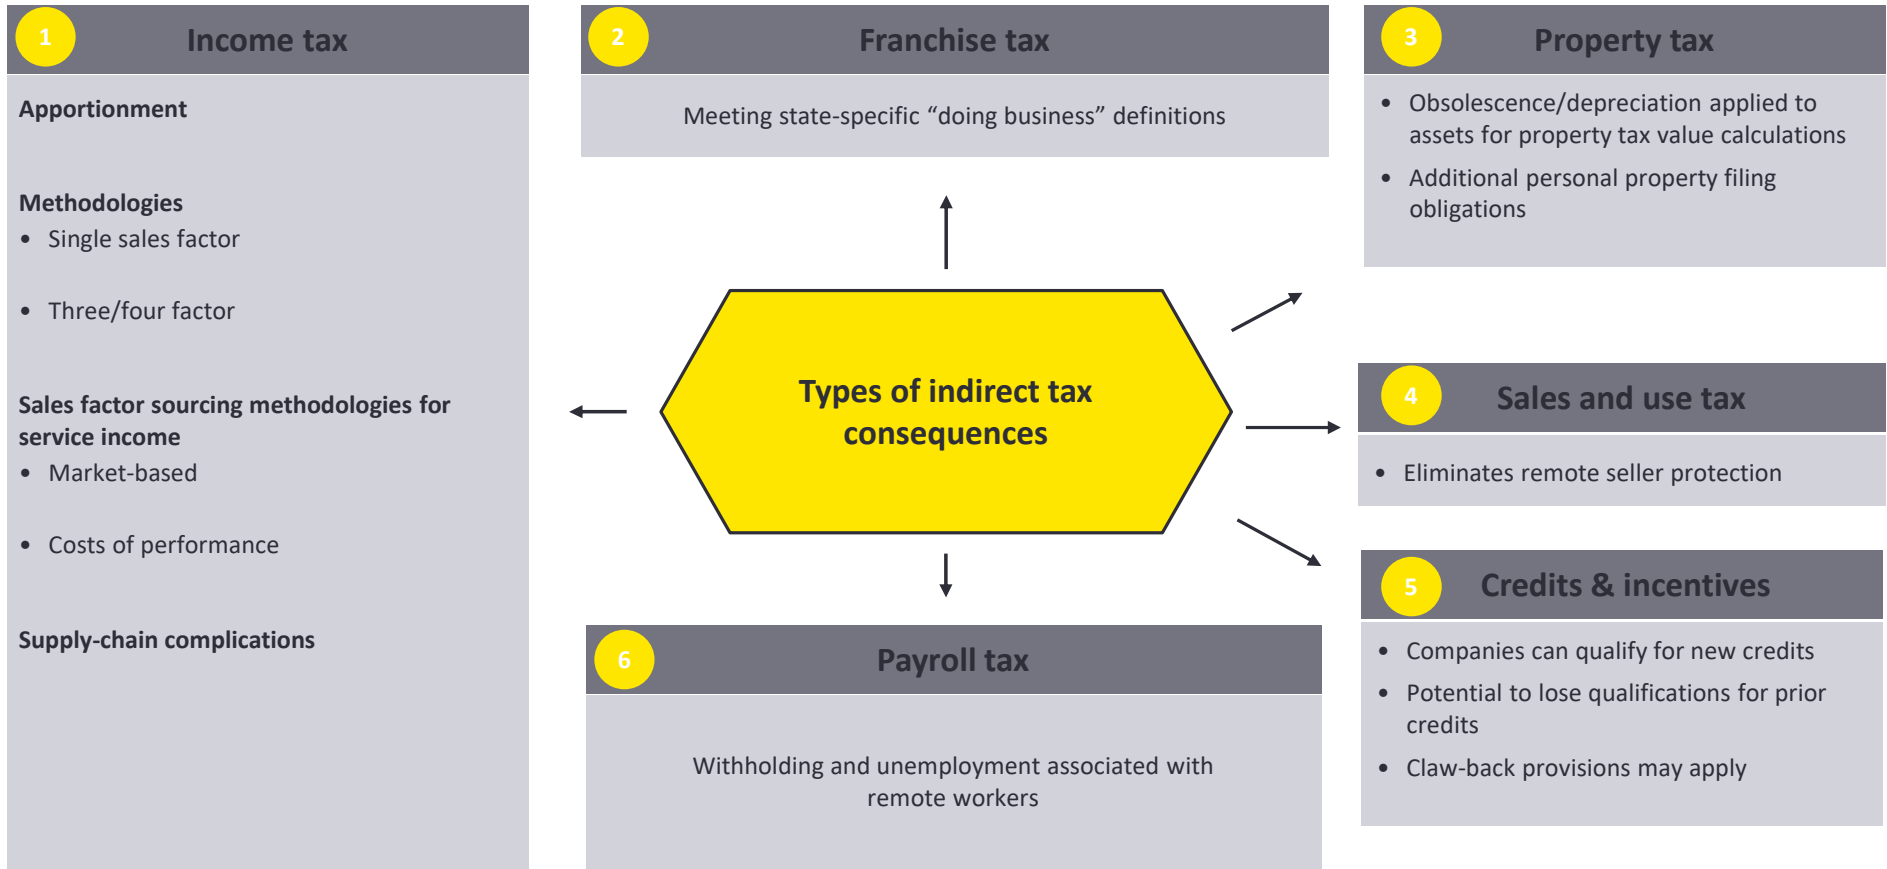 1
Income tax
Apportionment
Methodologies
• Single sales factor
• Three/four factor
Sales factor sourcing methodologies for
service income
• Market-based
• Costs of performance
Supply-chain complications
2
Franchise tax
Meeting state-specific “doing business” definitions
3
Property tax
• Obsolescence/depreciation applied to
assets for property tax value calculations
• Additional personal property filing
obligations
Types of indirect tax
consequences
4
Sales and use tax
• Eliminates remote seller protection
5
Credits & incentives
• Companies can qualify for new credits
• Potential to lose qualifications for prior
credits
• Claw-back provisions may apply
6
Payroll tax
Withholding and unemployment associated with
remote workers